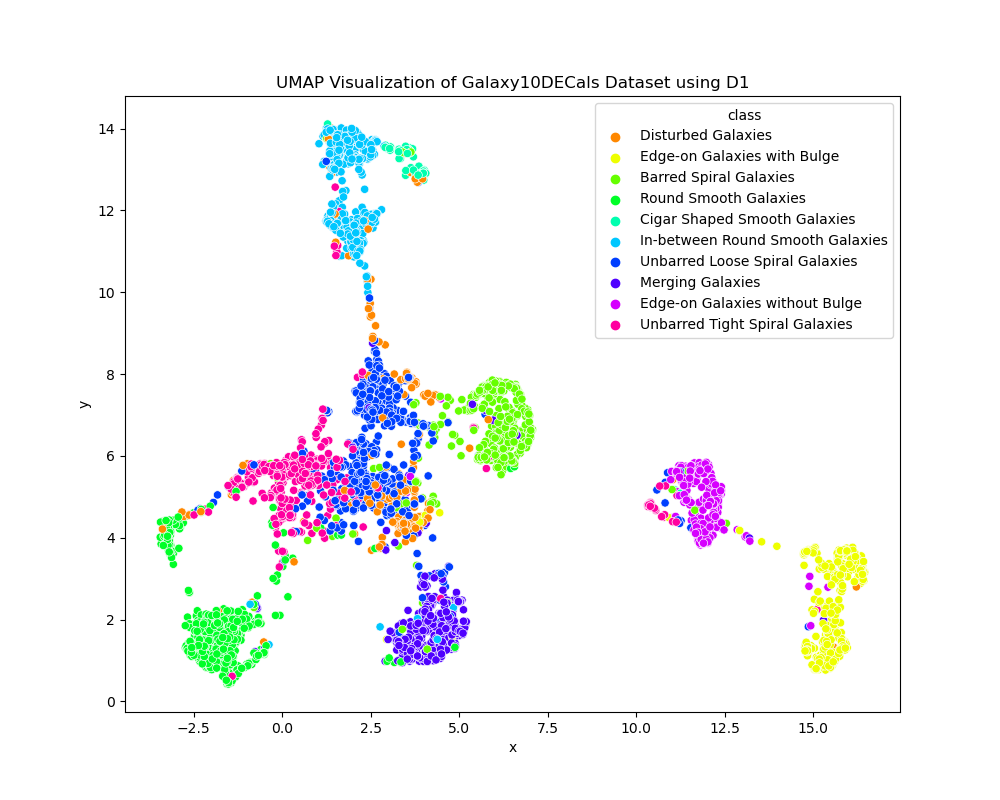 UMAP Visualization of Galaxy10DECals Dataset using D1
class
Disturbed Galaxies
Edge-on Galaxies with Bulge
Barred Spiral Galaxies
Round Smooth Galaxies
Cigar Shaped Smooth Galaxies
In-between Round Smooth Galaxies
Unbarred Loose Spiral Galaxies
Merging Galaxies
Edge-on Galaxies without Bulge
Unbarred Tight Spiral Galaxies
y
14
12
10
8
6
4
2
0
−2.5 0.0 2.5 5.0 7.5 10.0 12.5 15.0
x